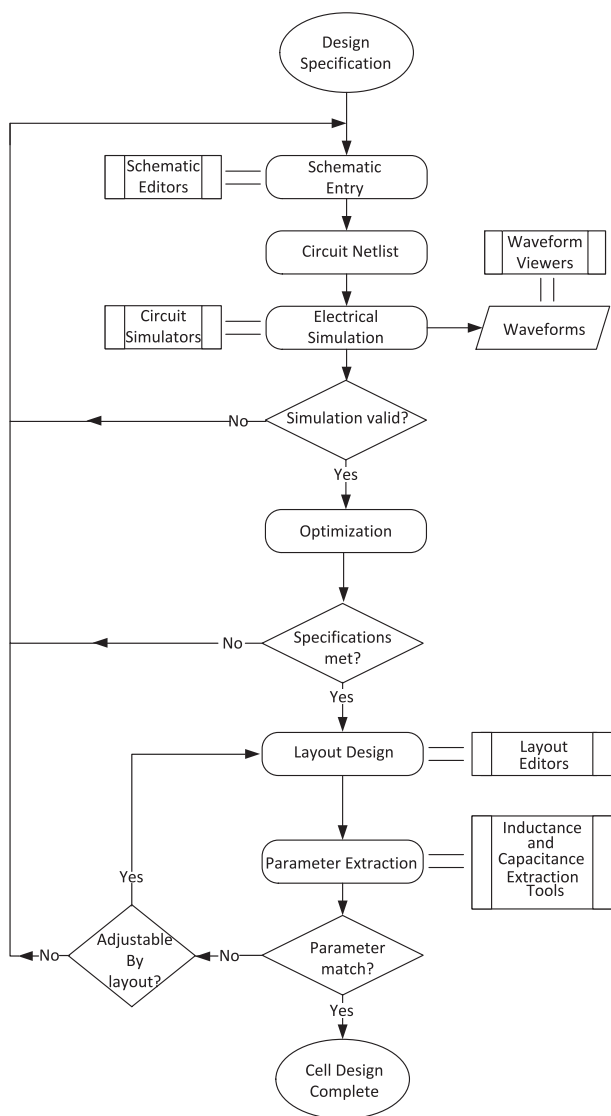 Design
Specification
Schematic
Editors
Schematic
Entry
Circuit Netlist
Waveform
Viewers
Circuit
Simulators
Electrical
Simulation
Waveforms
No
Simulation valid?
Yes
Optimization
No
Specifications
met?
Yes
Layout Design
Layout
Editors
Parameter Extraction
Inductance
and
Capacitance
Extraction
Tools
Yes
No
Adjustable
By
layout?
No
Parameter
match?
Yes
Cell Design
Complete